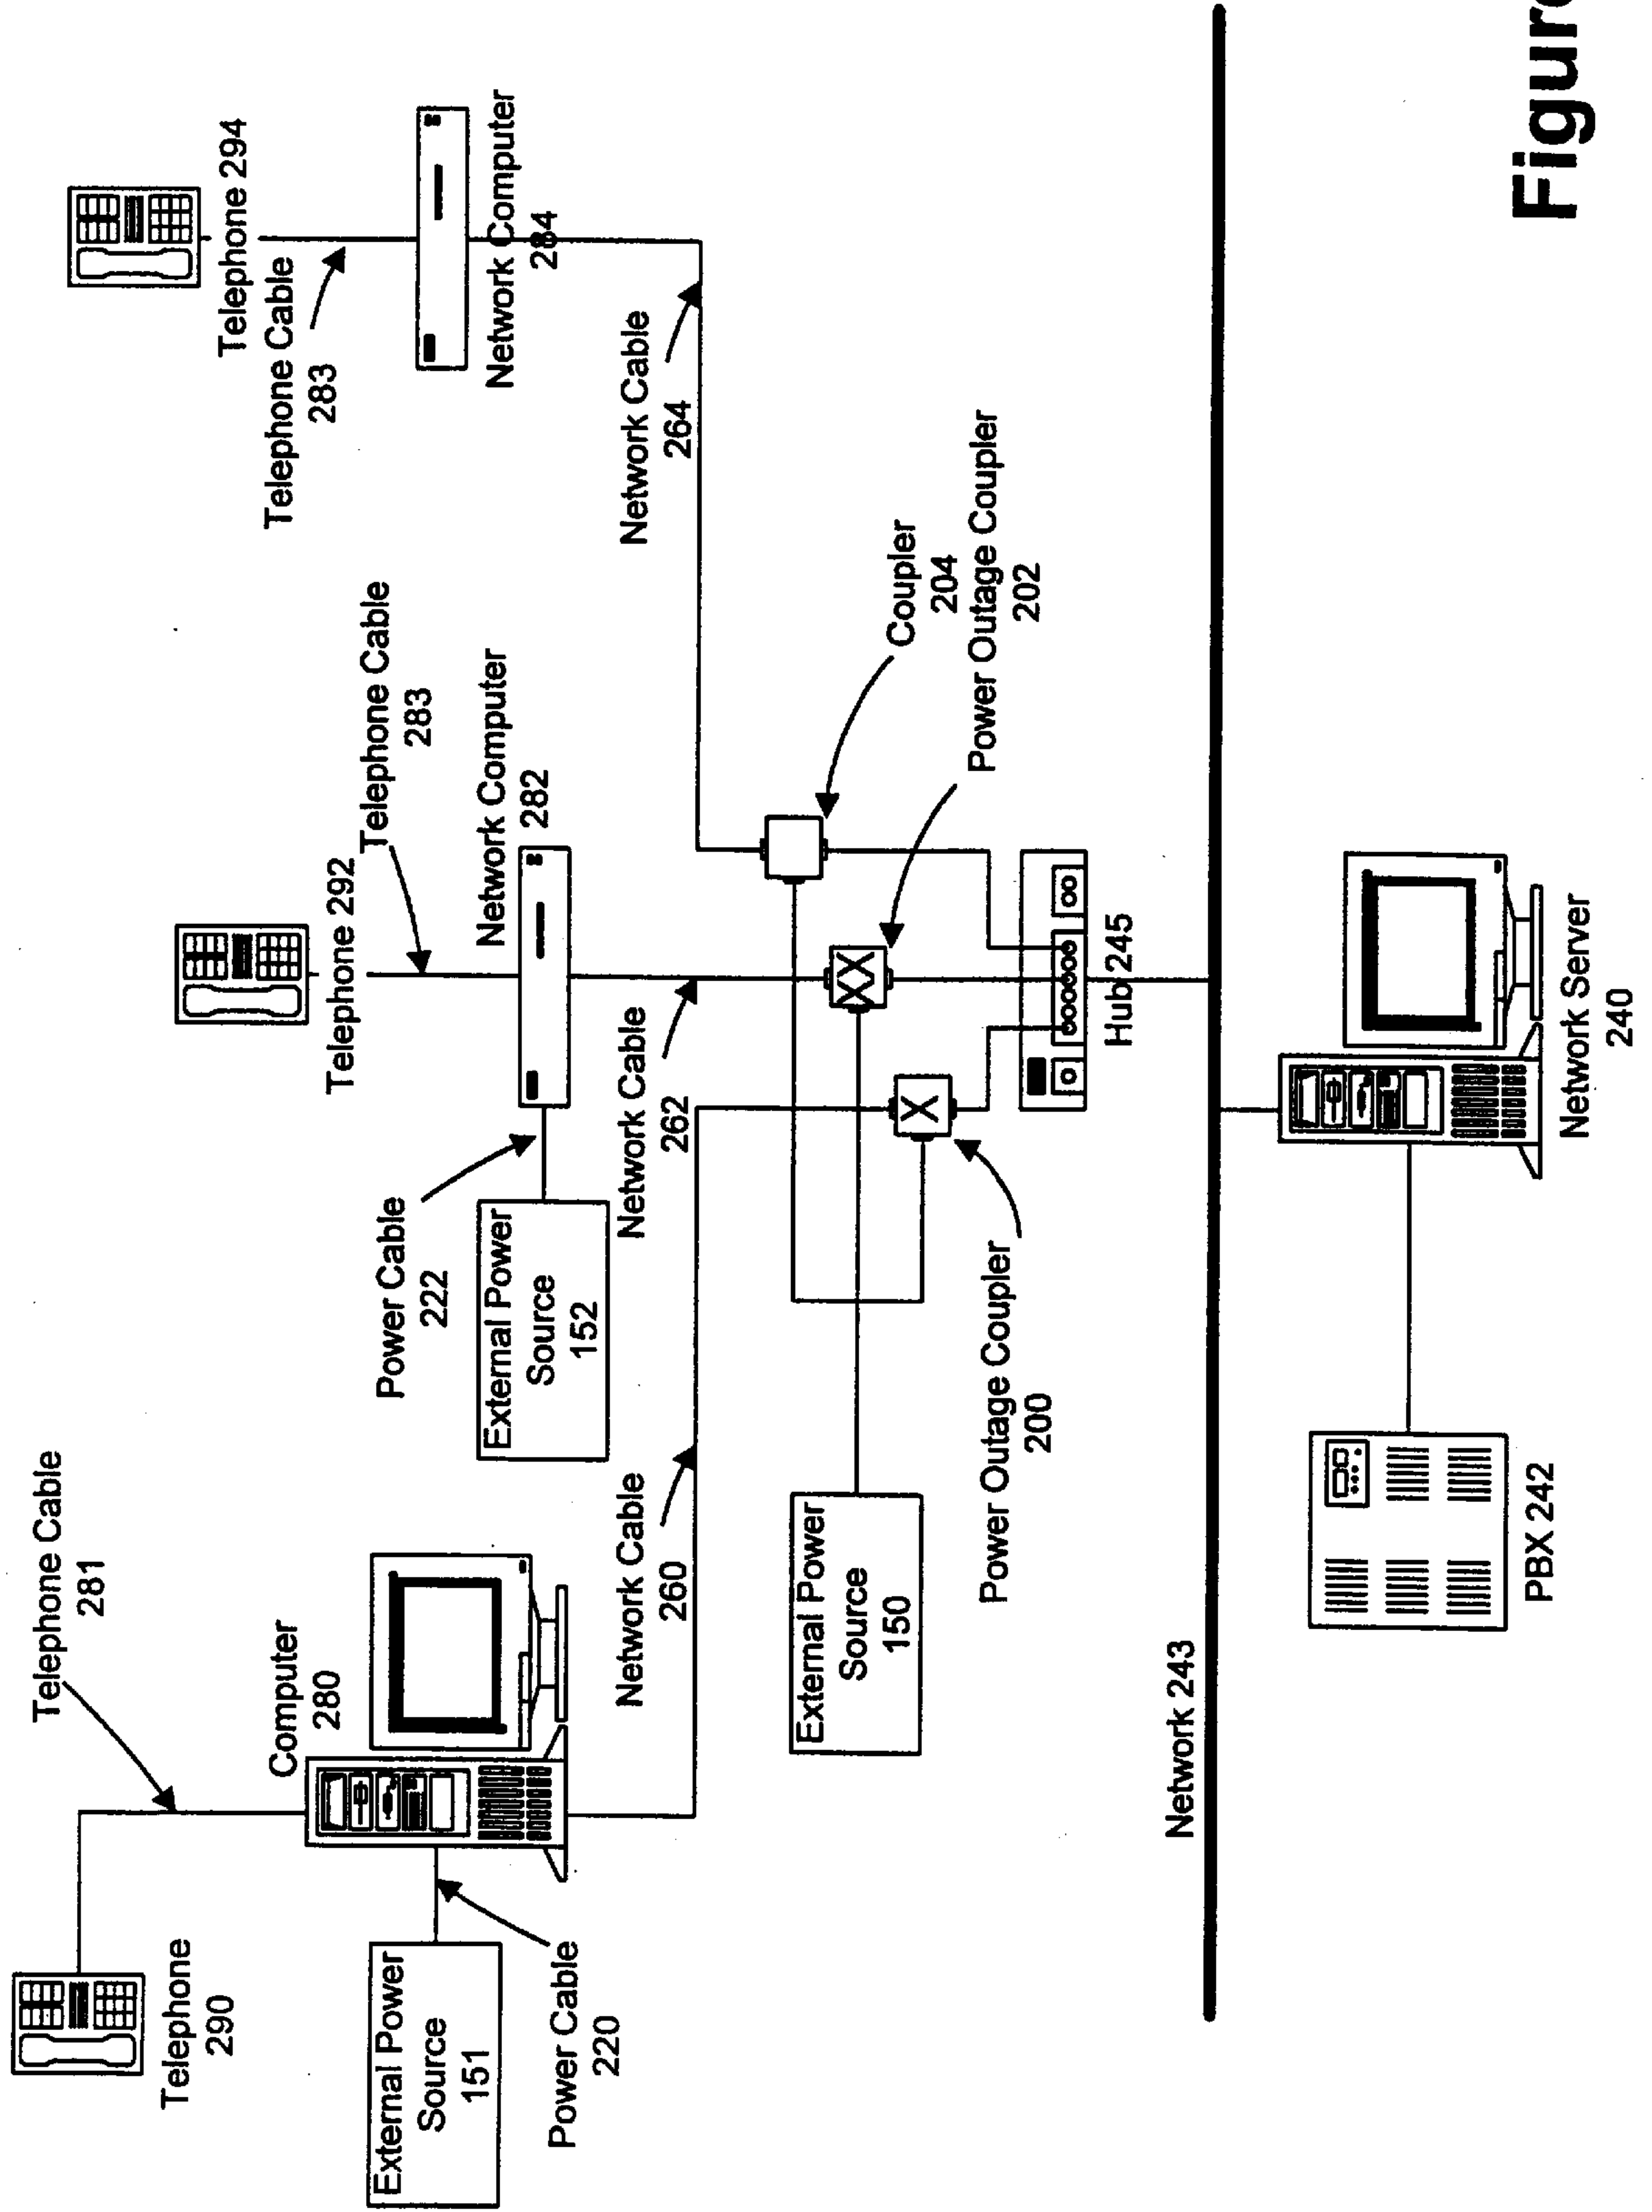 Telephone Cable
281
Telephone
290
Computer
280
External Power
Source
151
Power Cable
220
Network Cable
260
Telephone 292
Telephone Cable
283
Network Computer
282
Power Cable
222
External Power
Source
152
Network Cable
262
Telephone 294
Telephone Cable
283
Network Computer
284
Network Cable
264
Coupler
204
Power Outage Coupler
202
External Power
Source
150
Power Outage Coupler
200
Hub 245
Network 243
PBX 242
Network Server
240
Figure